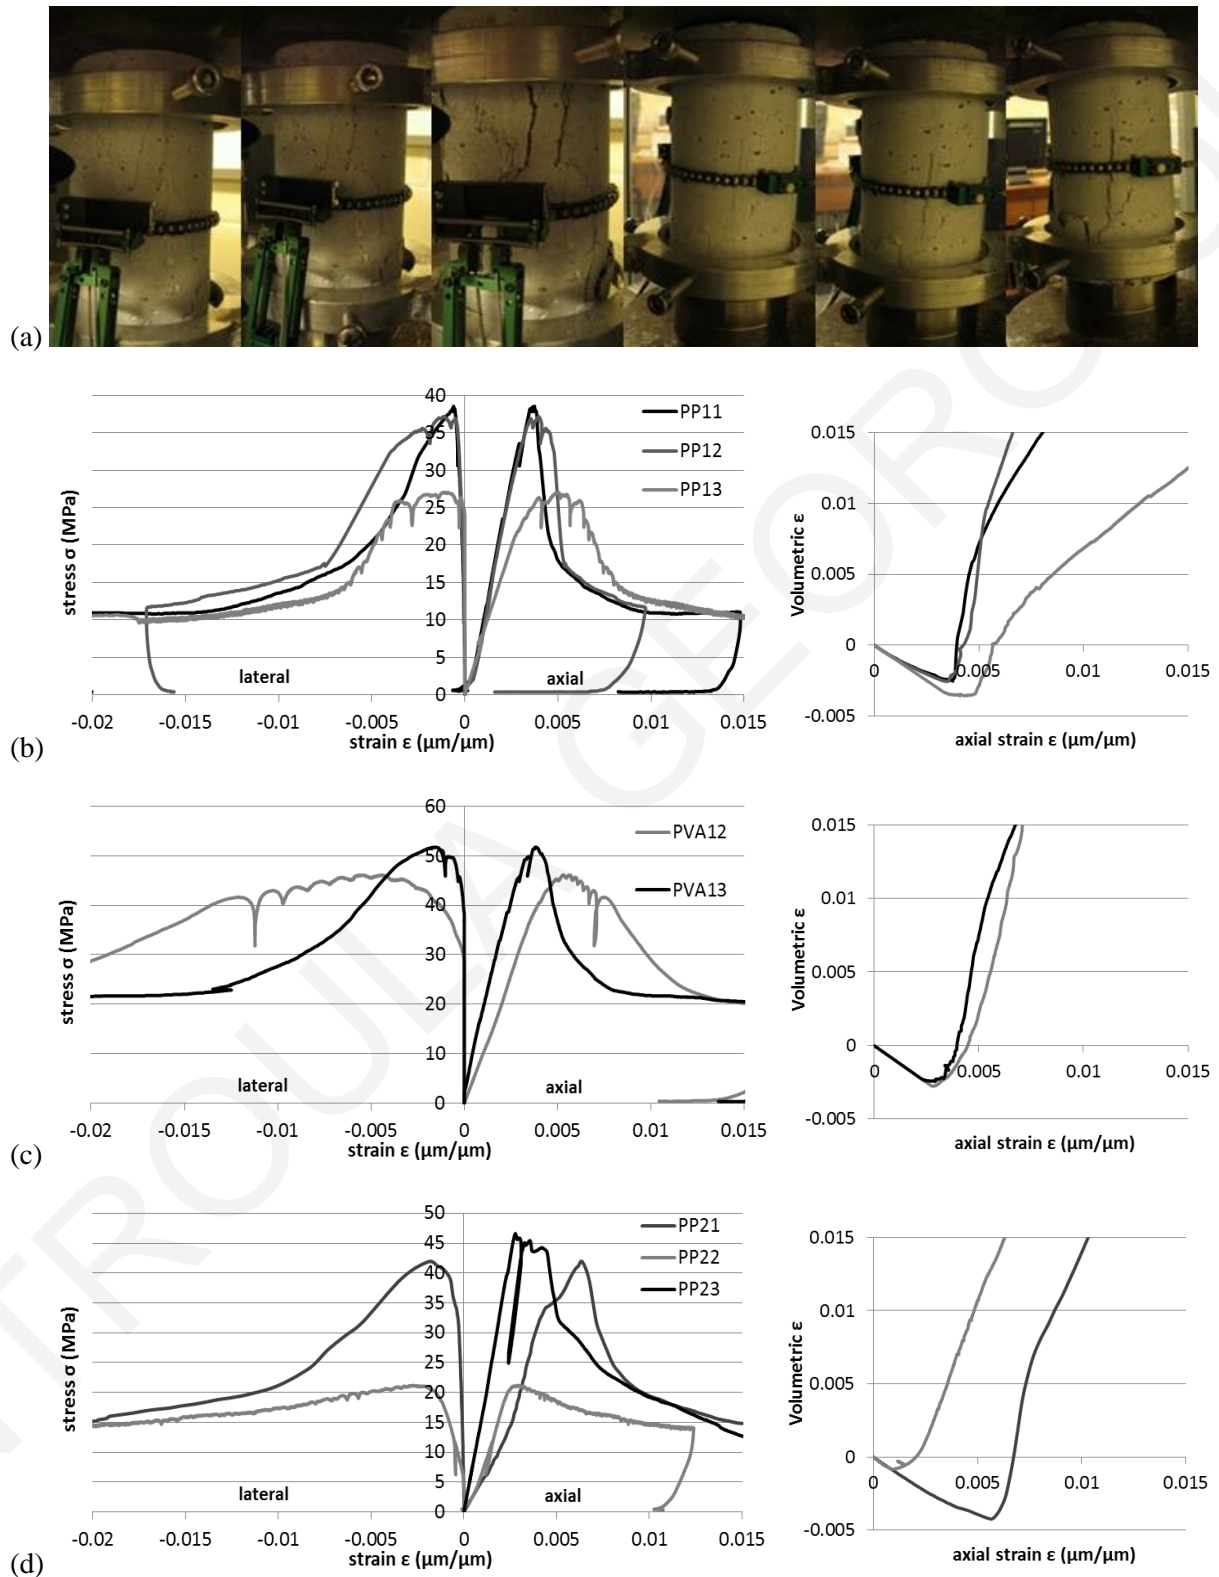 (a)
40
35
30
25
20
15
10
5
0
stress σ (MPa)
PP11
PP12
PP13
lateral
axial
-0.02 -0.015 -0.01 -0.005 0 0.005 0.01 0.015
strain ε (μm/μm)
0.015
0.01
0.005
0
-0.005
Volumetric ε
0 0.005 0.01 0.015
axial strain ε (μm/μm)
(b)
60
50
40
30
20
10
0
stress σ (MPa)
PVA12
PVA13
lateral
axial
-0.02 -0.015 -0.01 -0.005 0 0.005 0.01 0.015
strain ε (μm/μm)
0.015
0.01
0.005
0
-0.005
Volumetric ε
0 0.005 0.01 0.015
axial strain ε (μm/μm)
(c)
50
45
40
35
30
25
20
15
10
5
0
stress σ (MPa)
PP21
PP22
PP23
lateral
axial
-0.02 -0.015 -0.01 -0.005 0 0.005 0.01 0.015
strain ε (μm/μm)
0.015
0.01
0.005
0
-0.005
Volumetric ε
0 0.005 0.01 0.015
axial strain ε (μm/μm)
(d)